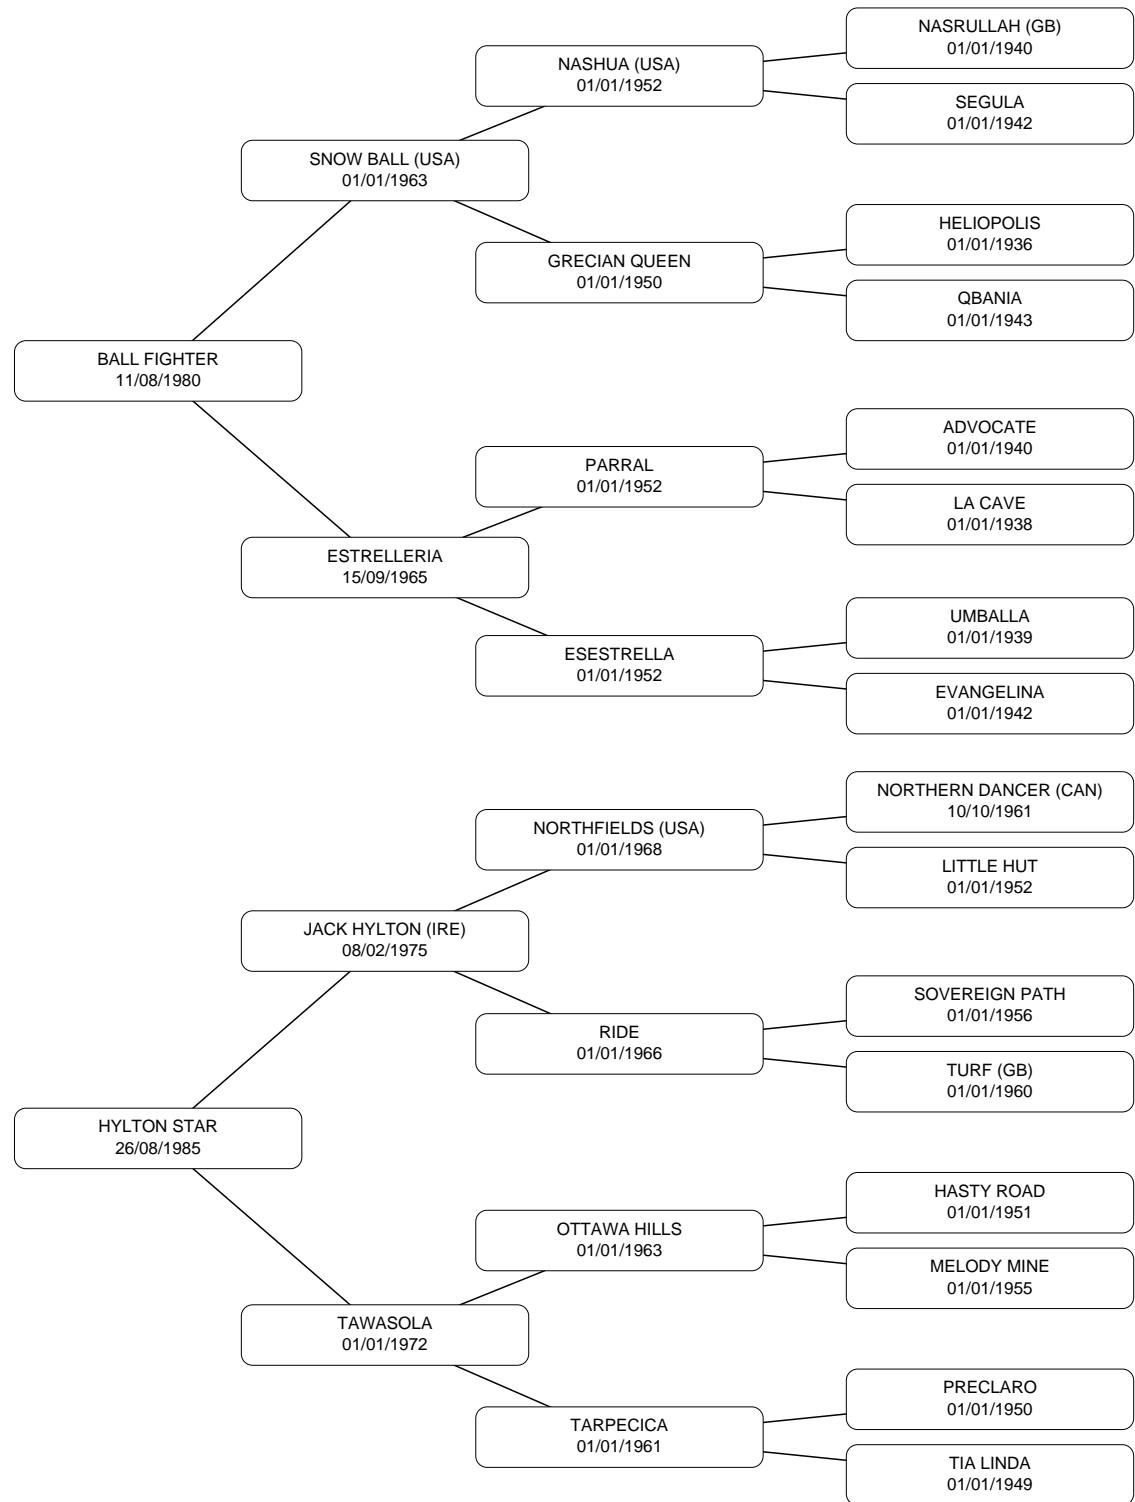 NASRULLAH (GB)
01/01/1940
NASHUA (USA)
01/01/1952
SEGULA
01/01/1942
SNOW BALL (USA)
01/01/1963
HELIOPOLIS
01/01/1936
GRECIAN QUEEN
01/01/1950
QBANIA
01/01/1943
BALL FIGHTER
11/08/1980
ADVOCATE
01/01/1940
PARRAL
01/01/1952
LA CAVE
01/01/1938
ESTRELLERIA
15/09/1965
UMBALLA
01/01/1939
ESESTRELLA
01/01/1952
EVANGELINA
01/01/1942
NORTHERN DANCER (CAN)
10/10/1961
NORTHFIELDS (USA)
01/01/1968
LITTLE HUT
01/01/1952
JACK HYLTON (IRE)
08/02/1975
SOVEREIGN PATH
01/01/1956
RIDE
01/01/1966
TURF (GB)
01/01/1960
HYLTON STAR
26/08/1985
HASTY ROAD
01/01/1951
OTTAWA HILLS
01/01/1963
MELODY MINE
01/01/1955
TAWASOLA
01/01/1972
PRECLARO
01/01/1950
TARPECICA
01/01/1961
TIA LINDA
01/01/1949